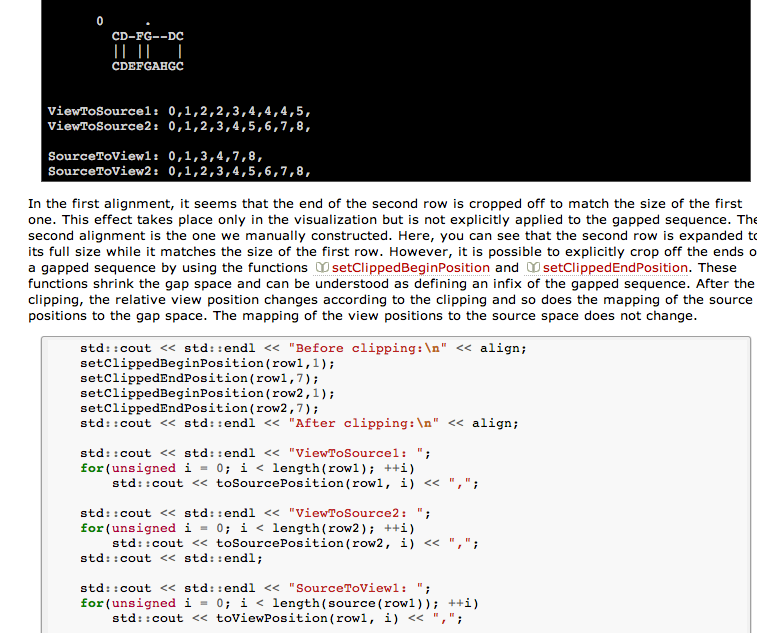 0 .
CD-FG--DC
|| || |
CDEFGAHGC
ViewToSource1: 0,1,2,2,3,4,4,4,5,
ViewToSource2: 0,1,2,3,4,5,6,7,8,
SourceToView1: 0,1,3,4,7,8,
SourceToView2: 0,1,2,3,4,5,6,7,8,
In the first alignment, it seems that the end of the second row is cropped off to match the size of the first
one. This effect takes place only in the visualization but is not explicitly applied to the gapped sequence. The
second alignment is the one we manually constructed. Here, you can see that the second row is expanded to
its full size while it matches the size of the first row. However, it is possible to explicitly crop off the ends o
a gapped sequence by using the functions setClippedBeginPosition and setClippedEndPosition. These
functions shrink the gap space and can be understood as defining an infix of the gapped sequence. After the
clipping, the relative view position changes according to the clipping and so does the mapping of the source
positions to the gap space. The mapping of the view positions to the source space does not change.
std::cout << std::endl << "Before clipping:\n" << align;
setClippedBeginPosition(row1,1);
setClippedEndPosition(row1,7);
setClippedBeginPosition(row2,1);
setClippedEndPosition(row2,7);
std::cout << std::endl << "After clipping:\n" << align;
std::cout << std::endl << "ViewToSource1: ";
for(unsigned i = 0; i < length(row1); ++i)
std::cout << toSourcePosition(row1, i) << ",";
std::cout << std::endl << "ViewToSource2: ";
for(unsigned i = 0; i < length(row2); ++i)
std::cout << toSourcePosition(row2, i) << ",";
std::cout << std::endl;
std::cout << std::endl << "SourceToView1: ";
for(unsigned i = 0; i < length(source(row1)); ++i)
std::cout << toViewPosition(row1, i) << ",";